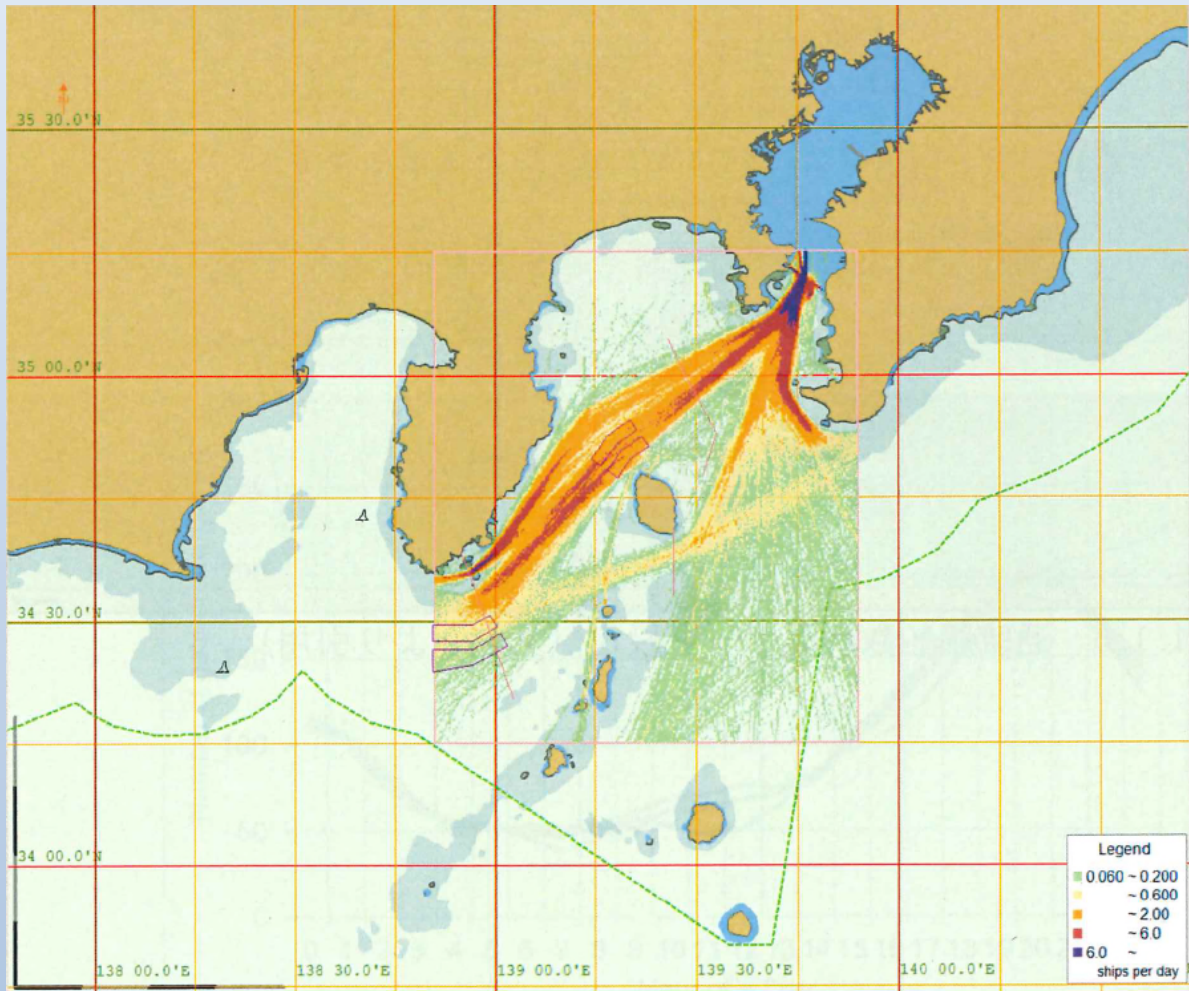 35 30.0'N
35 00.0'N
34 30.0'N
34 00.0'N
138 00.0'E
138 30.0'E
139 00.0'E
139 30.0'E
140 00.0'E
Legend
0.060 ~ 0.200
~ 0.600
~ 2.00
~ 6.0
6.0 ~
ships per day